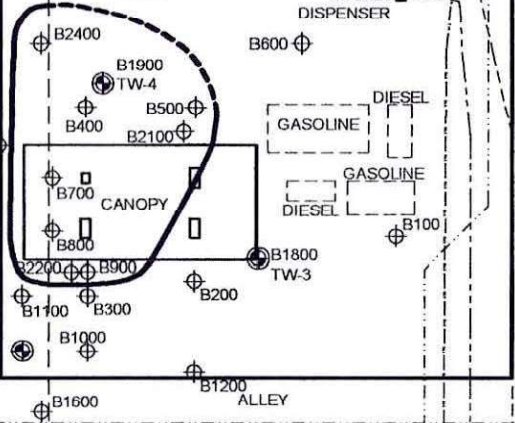 DISPENSER
B2400
B600
B1900
TW-4
DIESEL
B400
B500
GASOLINE
B2100
GASOLINE
B700
CANOPY
DIESEL
B100
B800
B1800
B2200
B900
TW-3
B200
B1100
B300
B1000
B1200
ALLEY
B1600